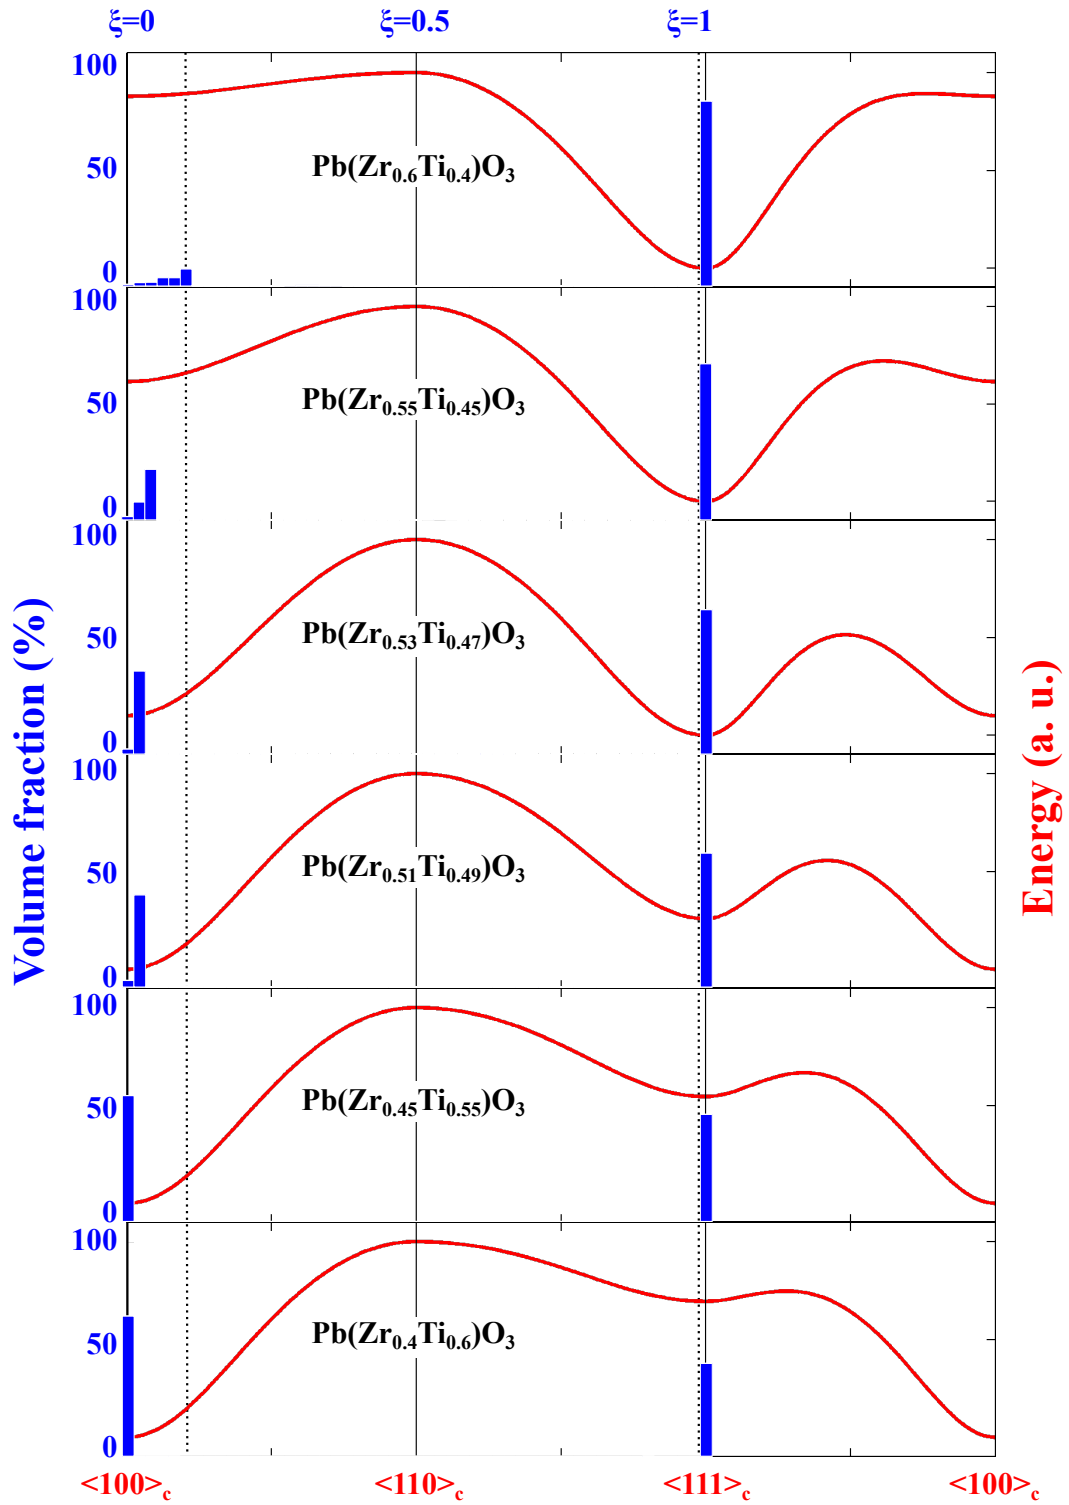 ξ=0 ξ=0.5 ξ=1
100
50
0
Pb(Zr₀.₆Ti₀.₄)O₃
100
50
0
Pb(Zr₀.₅₅Ti₀.₄₅)O₃
100
50
0
Pb(Zr₀.₅₃Ti₀.₄₇)O₃
100
50
0
Pb(Zr₀.₅₁Ti₀.₄₉)O₃
100
50
0
Pb(Zr₀.₄₅Ti₀.₅₅)O₃
100
50
0
Pb(Zr₀.₄Ti₀.₆)O₃
Volume fraction (%)
Energy (a. u.)
<100>c <110>c <111>c <100>c